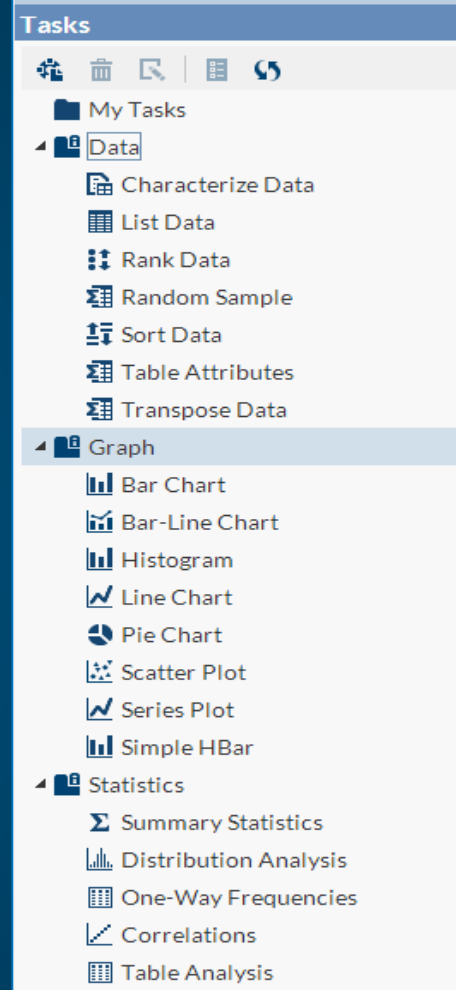 Tasks
My Tasks
Data
Characterize Data
List Data
Rank Data
Random Sample
Sort Data
Table Attributes
Transpose Data
Graph
Bar Chart
Bar-Line Chart
Histogram
Line Chart
Pie Chart
Scatter Plot
Series Plot
Simple HBar
Statistics
Summary Statistics
Distribution Analysis
One-Way Frequencies
Correlations
Table Analysis